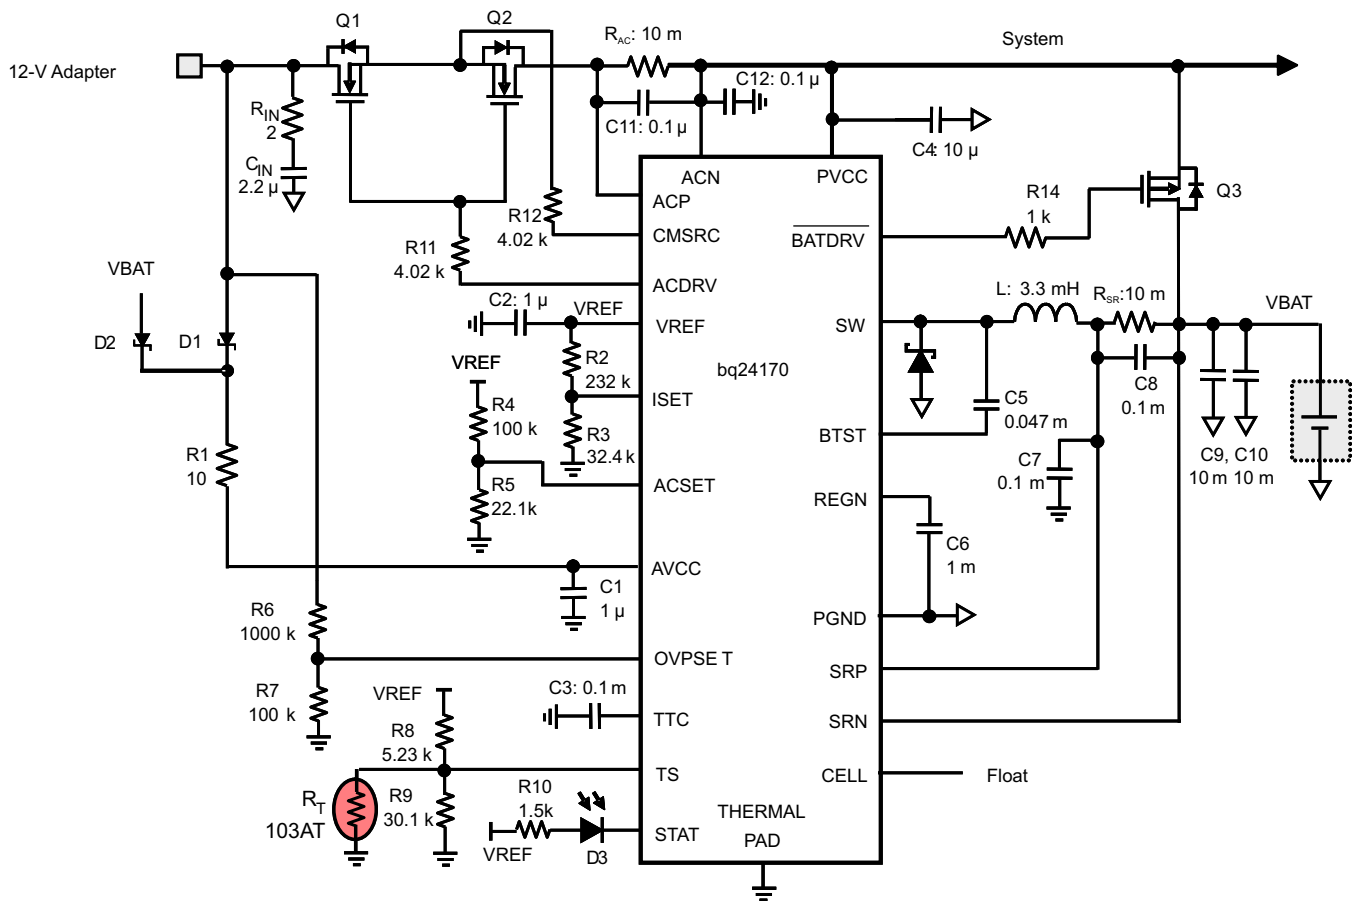 Q1
Q2
R_AC: 10 m
System
12-V Adapter
C12: 0.1 µ
R_IN
2
C11: 0.1 µ
C4: 10 µ
C_IN
2.2 µ
ACN
PVCC
ACP
R14
1 k
Q3
R12
4.02 k
CMSRC
BATDRV
R11
4.02 k
VBAT
ACDRV
C2: 1 µ
VREF
VREF
L: 3.3 mH
R_SR:10 m
VBAT
SW
D2
D1
VREF
R2
232 k
bq24170
C8
0.1 m
R4
100 k
ISET
C5
0.047 m
R3
32.4 k
BTST
R1
10
C7
0.1 m
C9, C10
10 m 10 m
R5
22.1k
ACSET
REGN
C6
1 m
AVCC
C1
1 µ
R6
1000 k
PGND
OVPSE T
SRP
R7
100 k
VREF
C3: 0.1 m
TTC
SRN
R8
5.23 k
TS
CELL
Float
R_T
103AT
R9
30.1 k
R10
1.5k
VREF
D3
STAT
THERMAL
PAD